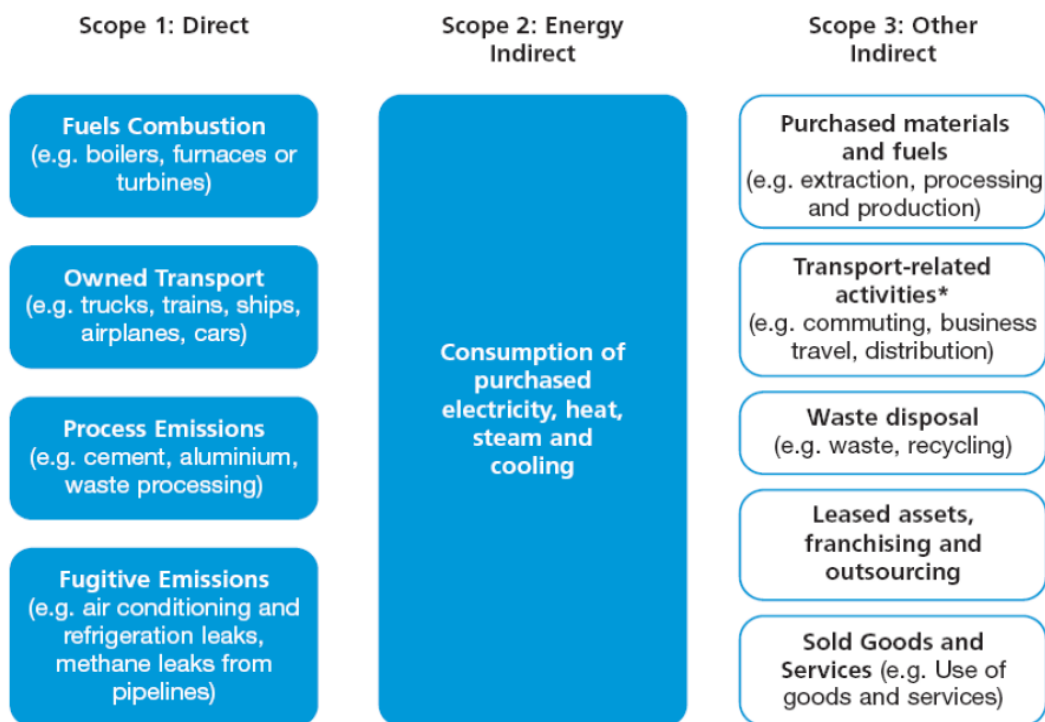 Scope 1: Direct
Fuels Combustion
(e.g. boilers, furnaces or
turbines)
Owned Transport
(e.g. trucks, trains, ships,
airplanes, cars)
Process Emissions
(e.g. cement, aluminium,
waste processing)
Fugitive Emissions
(e.g. air conditioning and
refrigeration leaks,
methane leaks from
pipelines)
Scope 2: Energy
Indirect
Consumption of
purchased
electricity, heat,
steam and
cooling
Scope 3: Other
Indirect
Purchased materials
and fuels
(e.g. extraction, processing
and production)
Transport-related
activities*
(e.g. commuting, business
travel, distribution)
Waste disposal
(e.g. waste, recycling)
Leased assets,
franchising and
outsourcing
Sold Goods and
Services (e.g. Use of
goods and services)